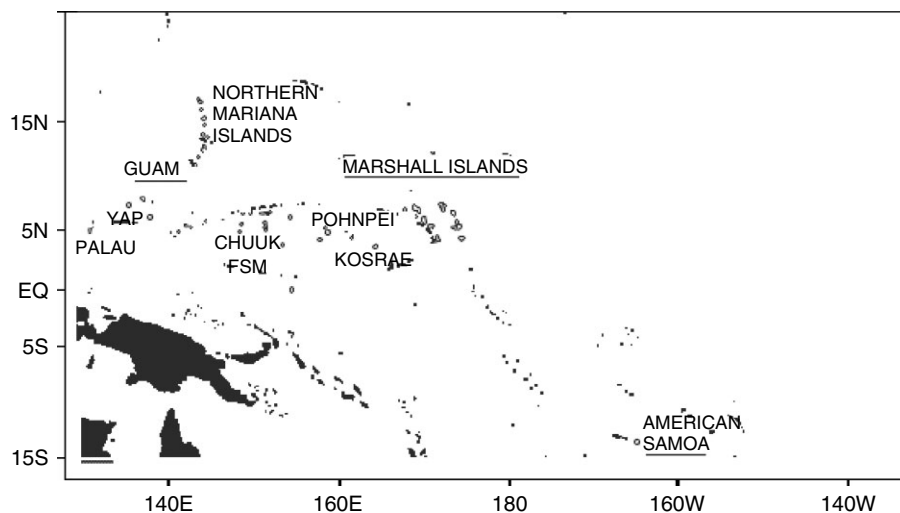 NORTHERN
MARIANA
ISLANDS
15N
GUAM
MARSHALL ISLANDS
YAP
POHNPEI
5N
PALAU
CHUUK
KOSRAE
FSM
EQ
5S
AMERICAN
SAMOA
15S
140E
160E
180
160W
140W